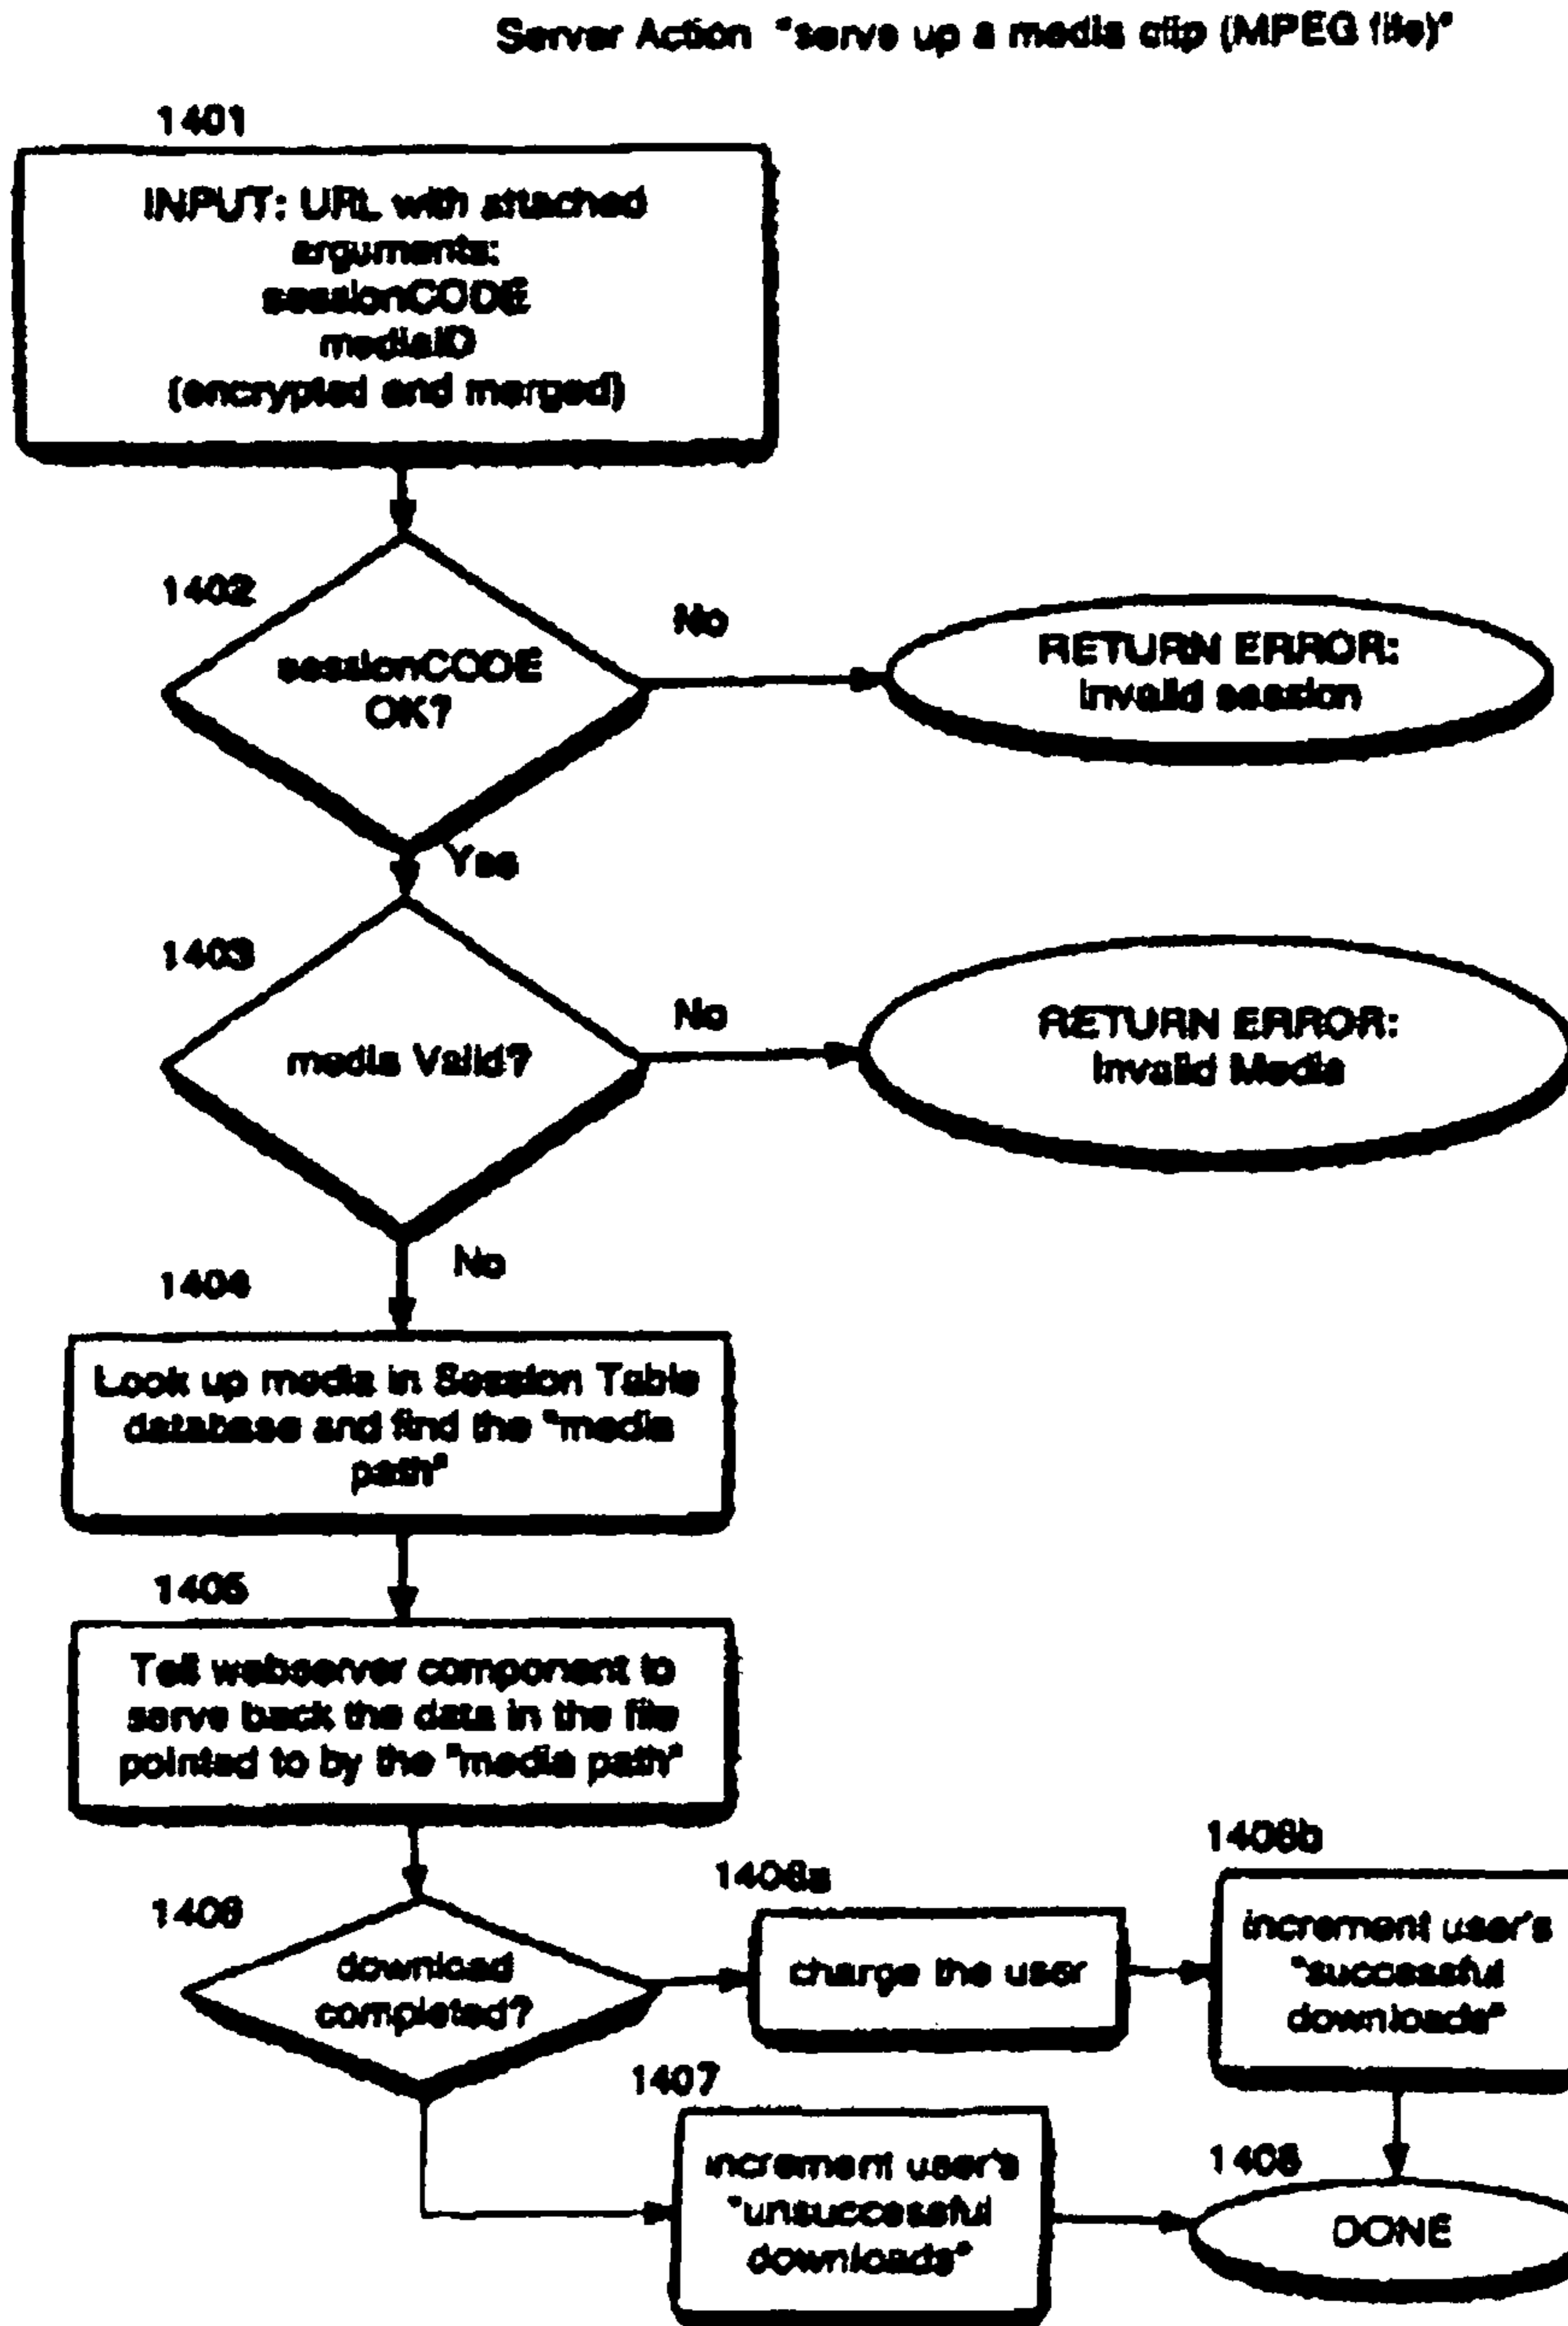 Server Action "serve up a media clip (MPEG file)"
1401
INPUT: URL with attached
arguments:
sessionCODE
mediaID
(encrypted and merged)
1402
sessionCODE
OK?
No
RETURN ERROR:
Invalid session
Yes
1403
media Valid?
No
RETURN ERROR:
Invalid Media
No
1404
Look up media in Session Table
database and find the "media
path"
1405
Tell webserver component to
serve back the data in the file
pointed to by the "media path"
1406
download
completed?
1406a
charge the user
1406b
increment user's
"successful
downloads"
1407
increment user's
"unsuccessful
downloads"
1408
DONE